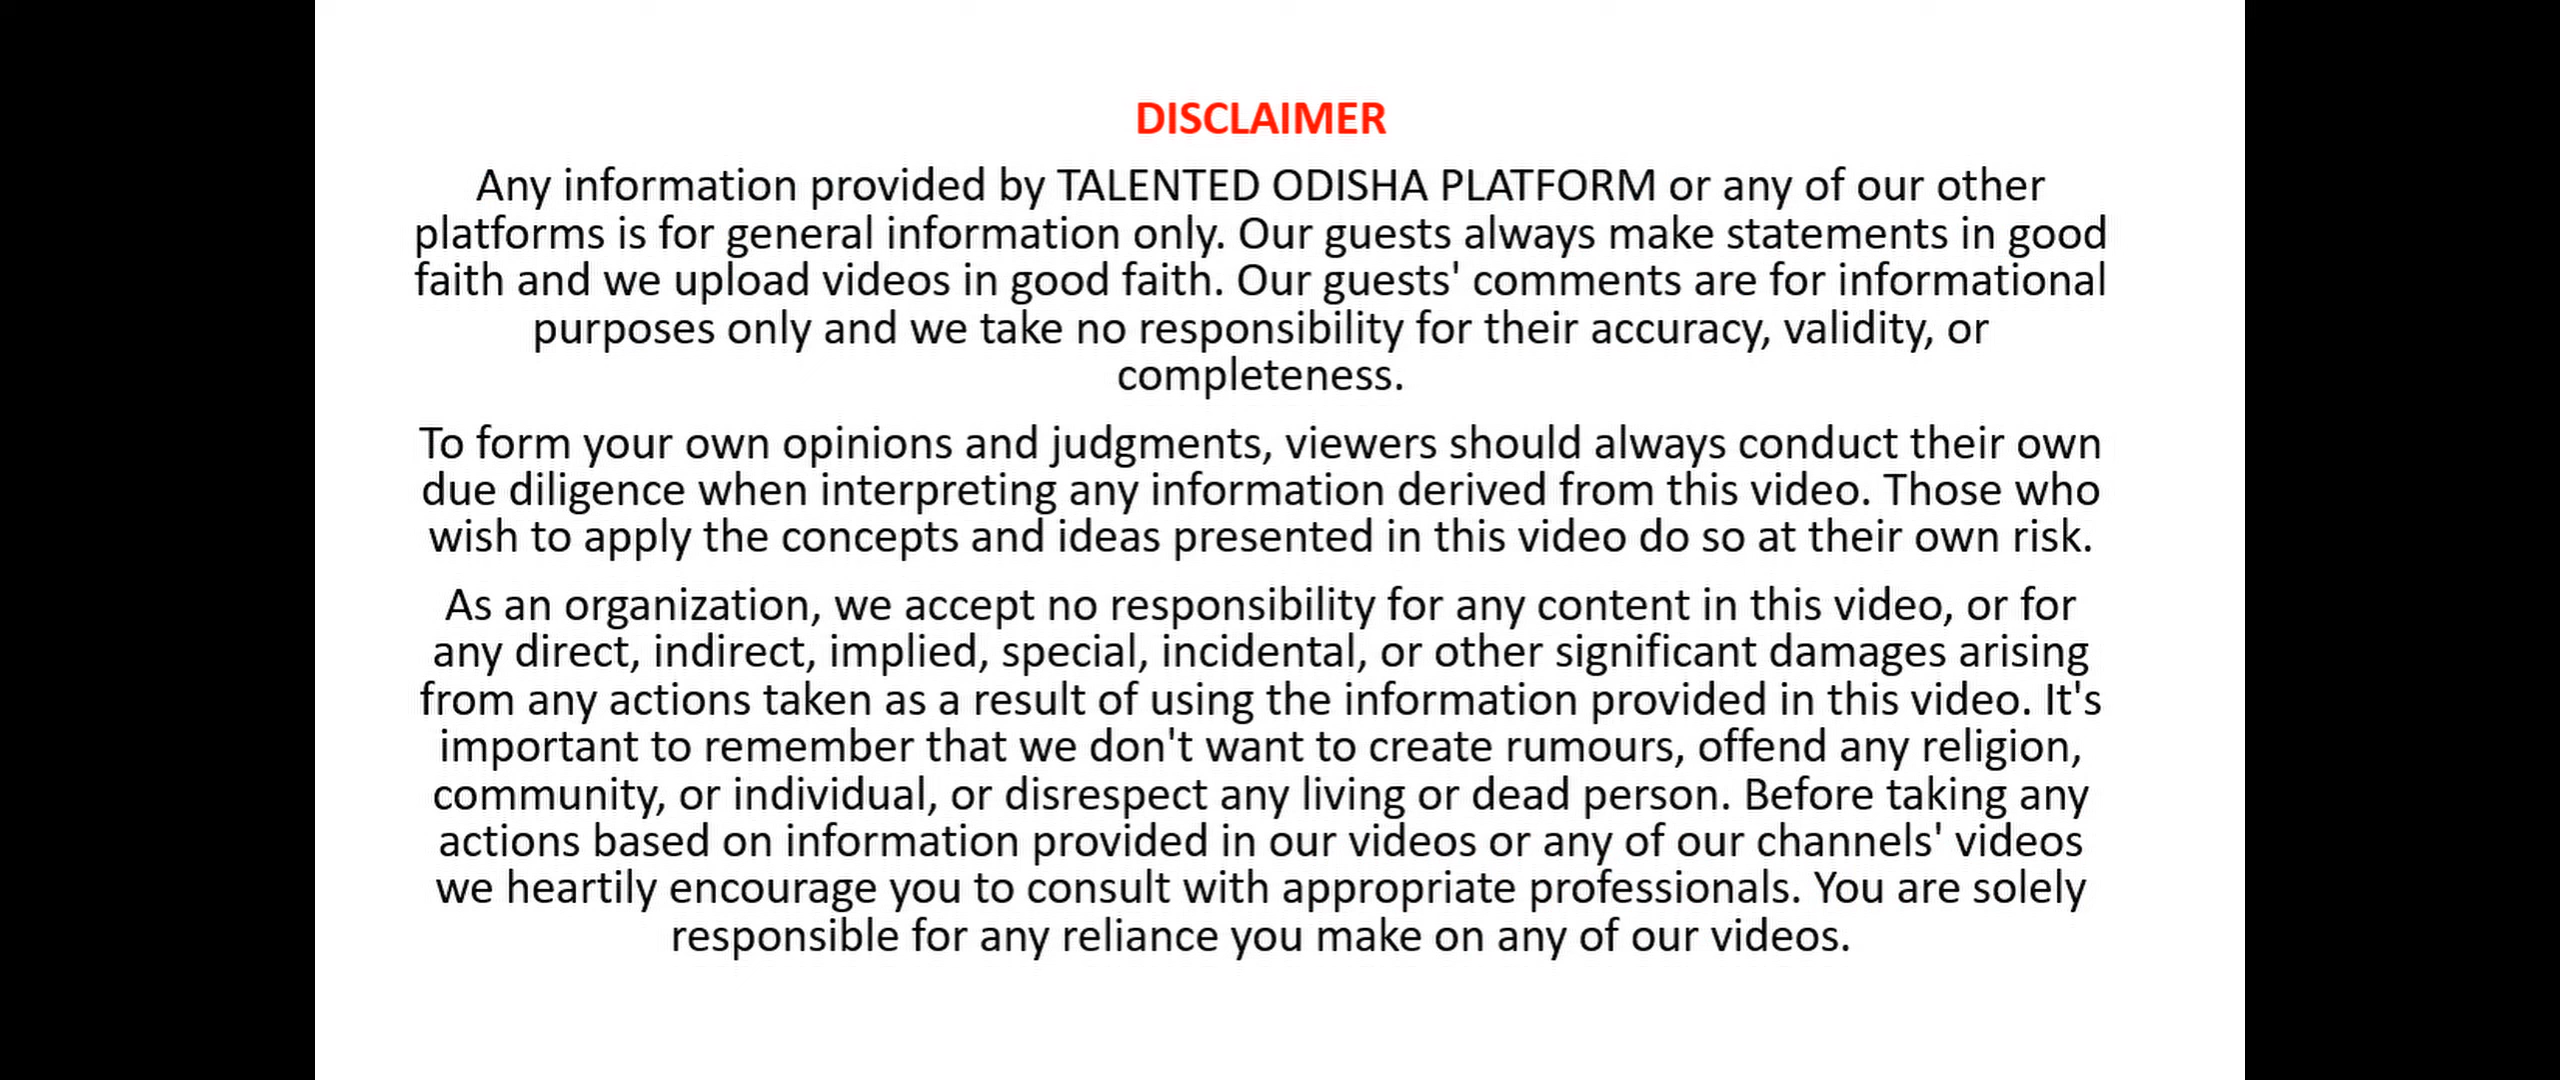 DISCLAIMER
Any information provided by TALENTED ODISHA PLATFORM or any of our other
platforms is for general information only. Our guests always make statements in good
faith and we upload videos in good faith. Our guests' comments are for informational
purposes only and we take no responsibility for their accuracy, validity, or
completeness.
To form your own opinions and judgments, viewers should always conduct their own
due diligence when interpreting any information derived from this video. Those who
wish to apply the concepts and ideas presented in this video do so at their own risk.
As an organization, we accept no responsibility for any content in this video, or for
any direct, indirect, implied, special, incidental, or other significant damages arising
from any actions taken as a result of using the information provided in this video. It's
important to remember that we don't want to create rumours, offend any religion,
community, or individual, or disrespect any living or dead person. Before taking any
actions based on information provided in our videos or any of our channels' videos
we heartily encourage you to consult with appropriate professionals. You are solely
responsible for any reliance you make on any of our videos.